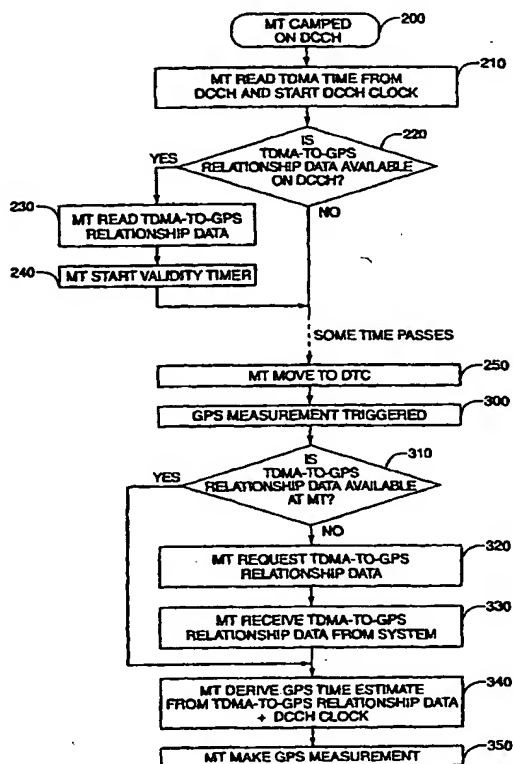 MT CAMPED
ON DCCH
200
MT READ TDMA TIME FROM
DCCH AND START DCCH CLOCK
210
IS
TDMA-TO-GPS
RELATIONSHIP DATA AVAILABLE
ON DCCH?
220
YES
NO
230
MT READ TDMA-TO-GPS
RELATIONSHIP DATA
240
MT START VALIDITY TIMER
SOME TIME PASSES
MT MOVE TO DTC
250
GPS MEASUREMENT TRIGGERED
300
IS
TDMA-TO-GPS
RELATIONSHIP DATA AVAILABLE
AT MT?
310
YES
NO
MT REQUEST TDMA-TO-GPS
RELATIONSHIP DATA
320
MT RECEIVE TDMA-TO-GPS
RELATIONSHIP DATA FROM SYSTEM
330
MT DERIVE GPS TIME ESTIMATE
FROM TDMA-TO-GPS RELATIONSHIP DATA
+ DCCH CLOCK
340
MT MAKE GPS MEASUREMENT
350